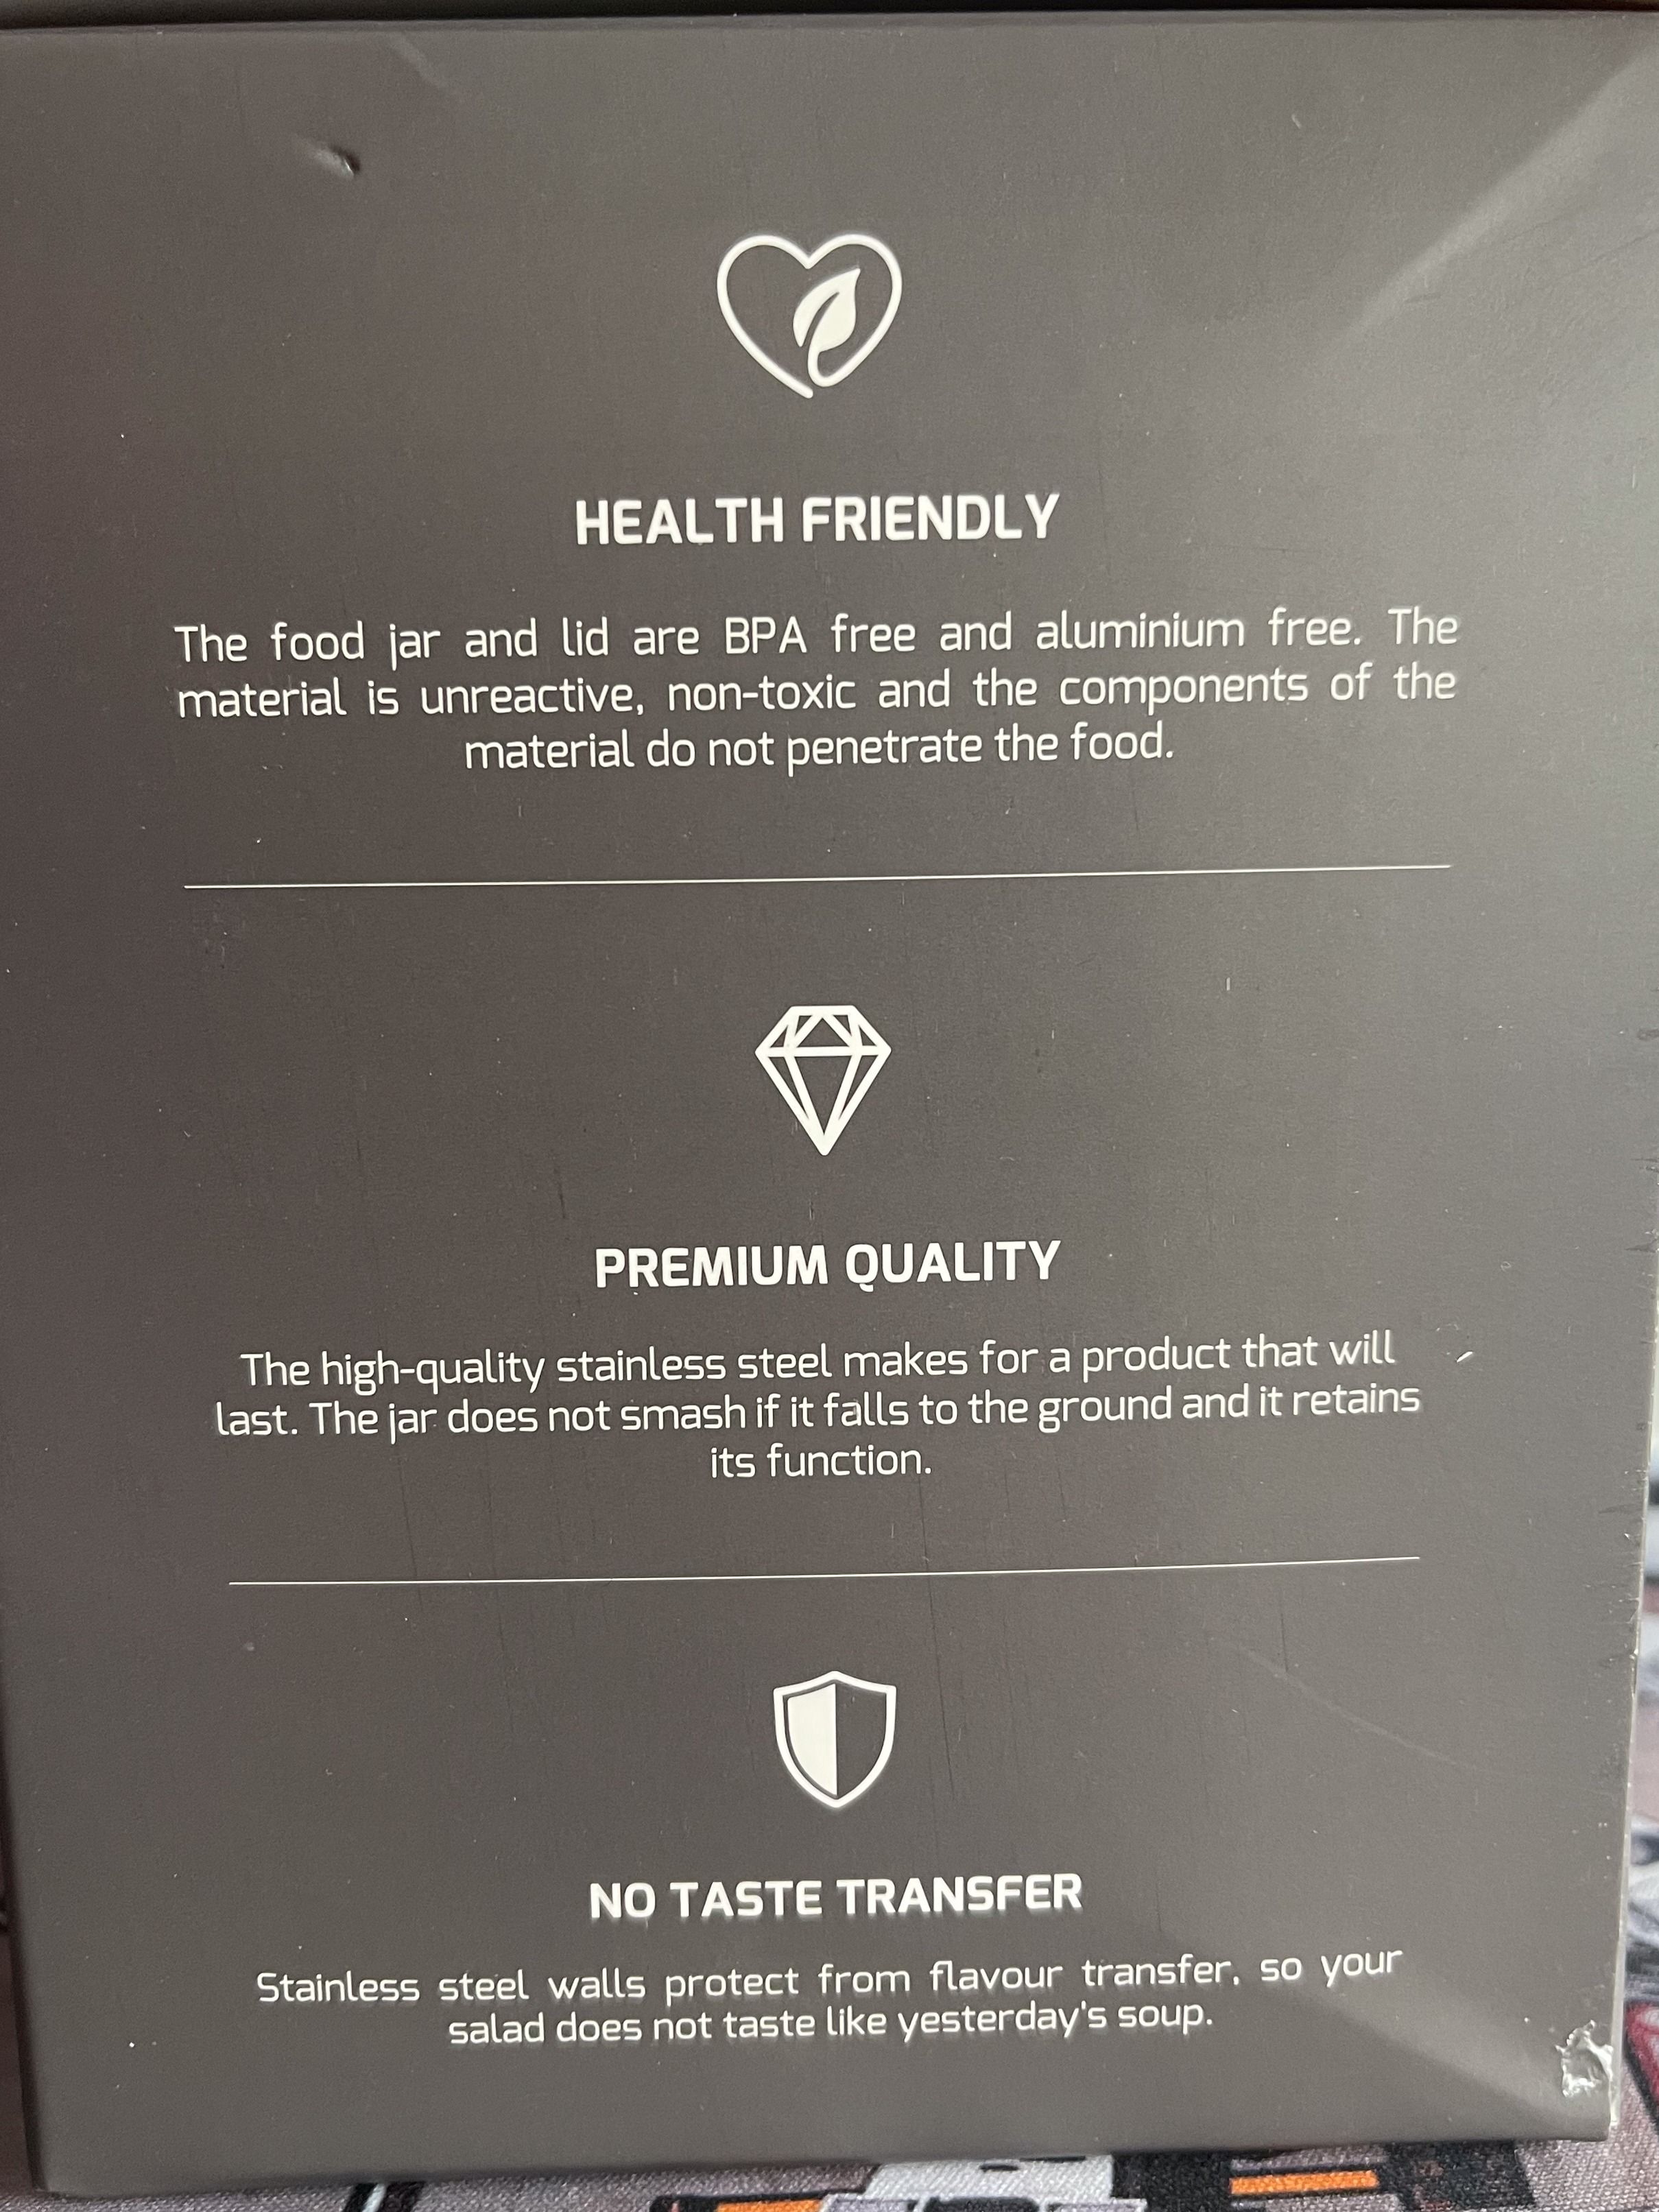 HEALTH FRIENDLY
The food jar and lid are BPA free and aluminium free. The
material is unreactive, non-toxic and the components of the
material do not penetrate the food.
PREMIUM QUALITY
The high-quality stainless steel makes for a product that will
last. The jar does not smash if it falls to the ground and it retains
its function.
NO TASTE TRANSFER
Stainless steel walls protect from flavour transfer, so your
salad does not taste like yesterday's soup.